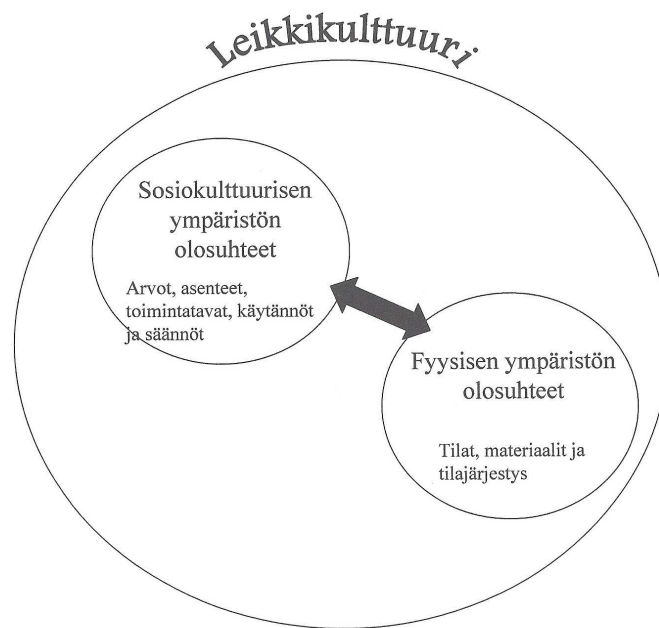 Leikkikulttuuri
Sosiokulttuurisen
ympäristön
olosuhteet
Arvot, asenteet,
toimintatavat, käytännöt
ja säännöt
Fyysisen ympäristön
olosuhteet
Tilat, materiaalit ja
tilajärjestys